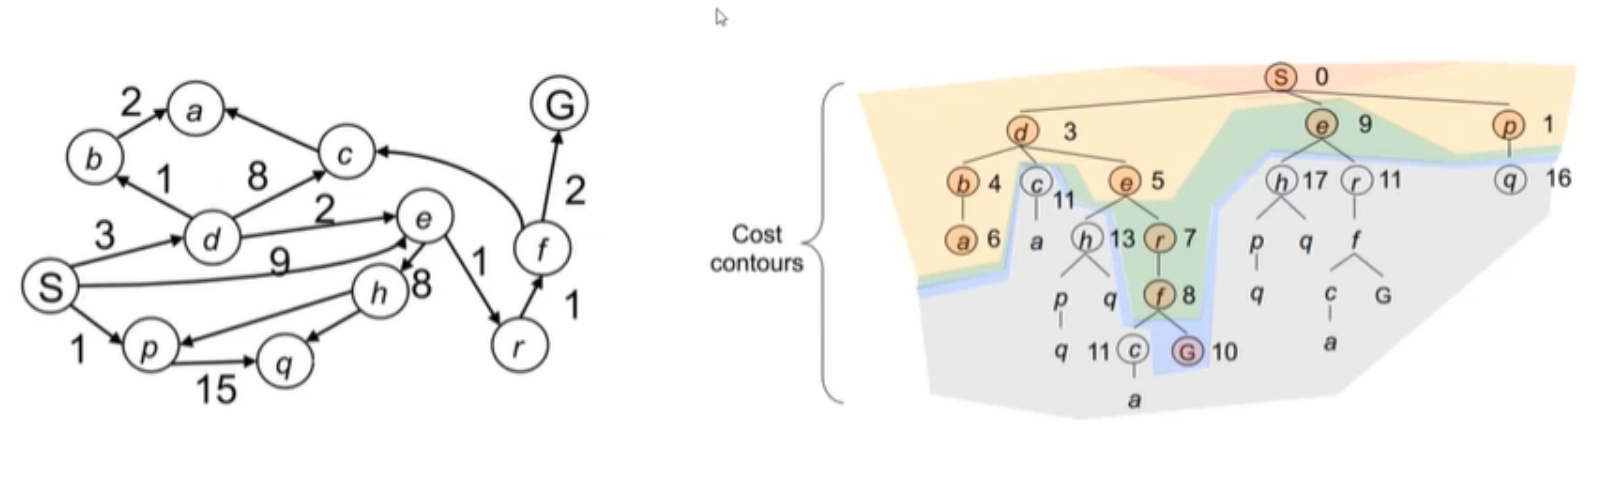 2 a G
b c
1 8 2
2
3 d e f
9 1
S h 8
1 p q r 1
15
Cost
contours
S 0
d 3 e 9 p 1
b 4 c 11 e 5 h 17 r 11 q 16
a 6 a h 13 r 7 p q f
p q f 8 q c G
q 11 c G 10 a
a